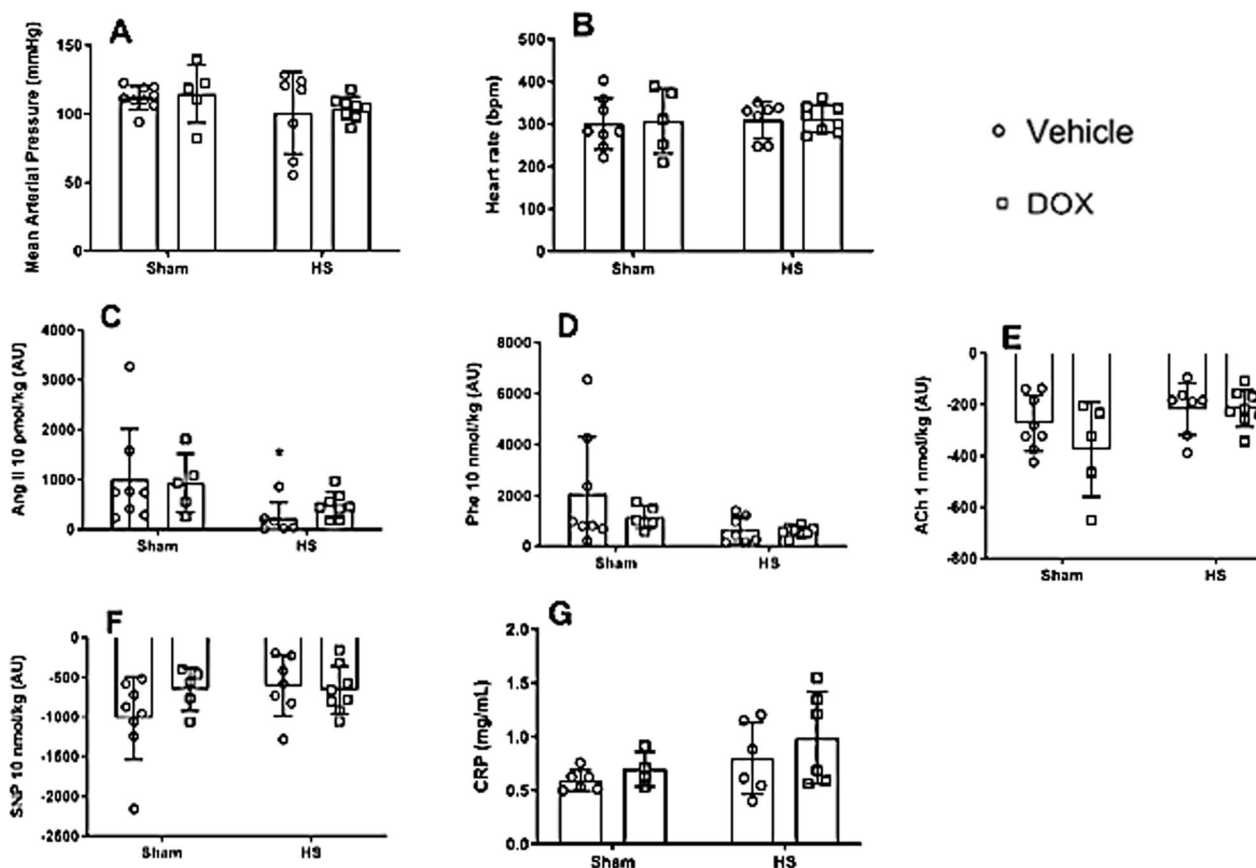 A
Mean Arterial Pressure (mmHg)
150
100
50
0
Sham
HS
B
Heart rate (bpm)
500
400
300
200
100
0
Sham
HS
Vehicle
DOX
C
Ang II 10 pmol/kg (AU)
4000
3000
2000
1000
0
*
Sham
HS
D
Phe 10 nmol/kg (AU)
8000
6000
4000
2000
0
Sham
HS
E
ACh 1 nmol/kg (AU)
0
-200
-400
-600
-800
Sham
HS
F
SNP 10 nmol/kg (AU)
0
-500
-1000
-1500
-2000
-2500
Sham
HS
G
CRP (mg/mL)
2.0
1.5
1.0
0.5
0.0
Sham
HS